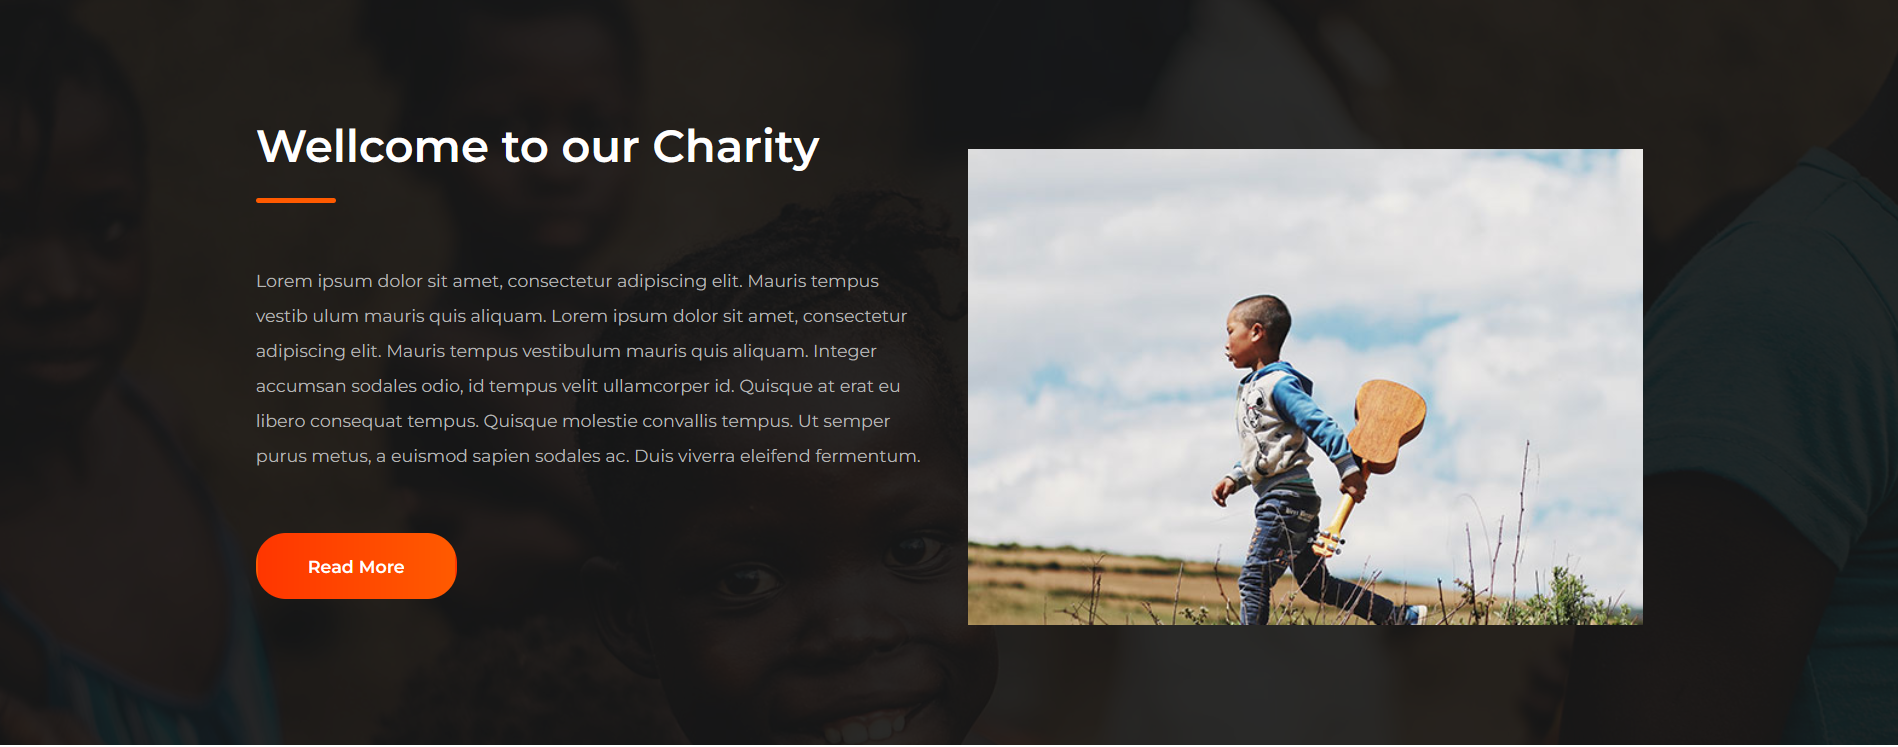 Wellcome to our Charity
Lorem ipsum dolor sit amet, consectetur adipiscing elit. Mauris tempus
vestib ulum mauris quis aliquam. Lorem ipsum dolor sit amet, consectetur
adipiscing elit. Mauris tempus vestibulum mauris quis aliquam. Integer
accumsan sodales odio, id tempus velit ullamcorper id. Quisque at erat eu
libero consequat tempus. Quisque molestie convallis tempus. Ut semper
purus metus, a euismod sapien sodales ac. Duis viverra eleifend fermentum.
Read More